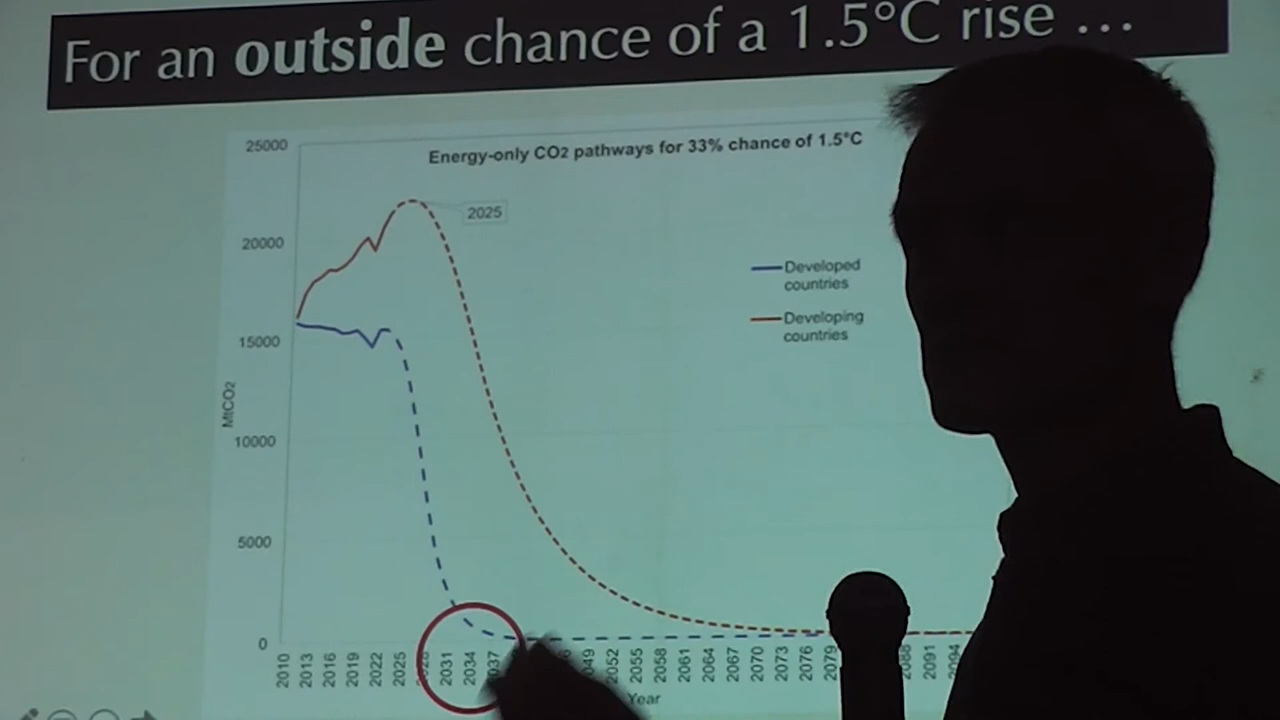 For an outside chance of a 1.5°C rise ...
Energy-only CO2 pathways for 33% chance of 1.5°C
25000
20000
15000
10000
5000
0
MtCO2
2025
Developed
countries
Developing
countries
2010 2013 2016 2019 2022 2025 2028 2031 2034 2037 2052 2055 2058 2061 2064 2067 2070 2073 2076 2079 2091 2094
Year